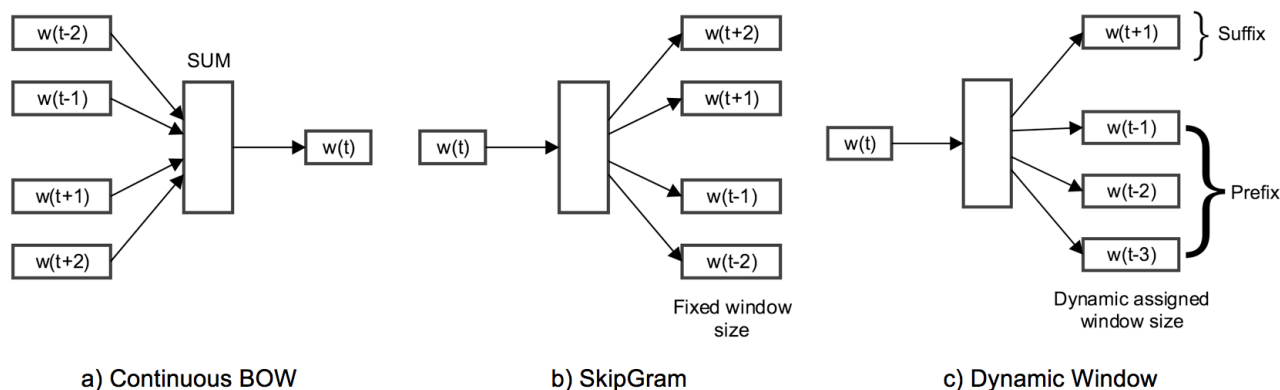 w(t-2)
SUM
w(t-1)
w(t)
w(t+1)
w(t+2)
a) Continuous BOW
w(t+2)
w(t+1)
w(t)
w(t-1)
w(t-2)
Fixed window
size
b) SkipGram
w(t+1)
Suffix
w(t-1)
w(t)
w(t-2)
Prefix
w(t-3)
Dynamic assigned
window size
c) Dynamic Window